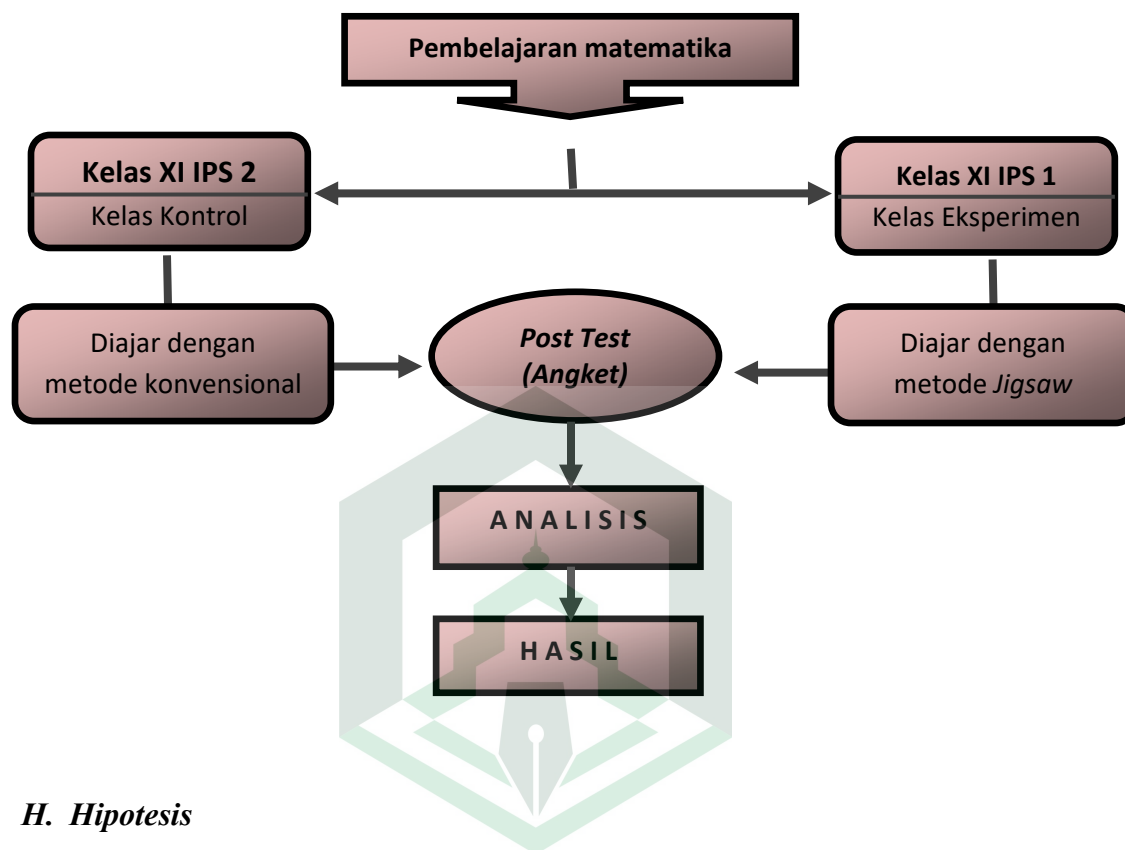 Pembelajaran matematika
Kelas XI IPS 2
Kelas Kontrol
Kelas XI IPS 1
Kelas Eksperimen
Diajar dengan
metode konvensional
Post Test
(Angket)
Diajar dengan
metode Jigsaw
A N A L I S I S
H A S I L
H. Hipotesis